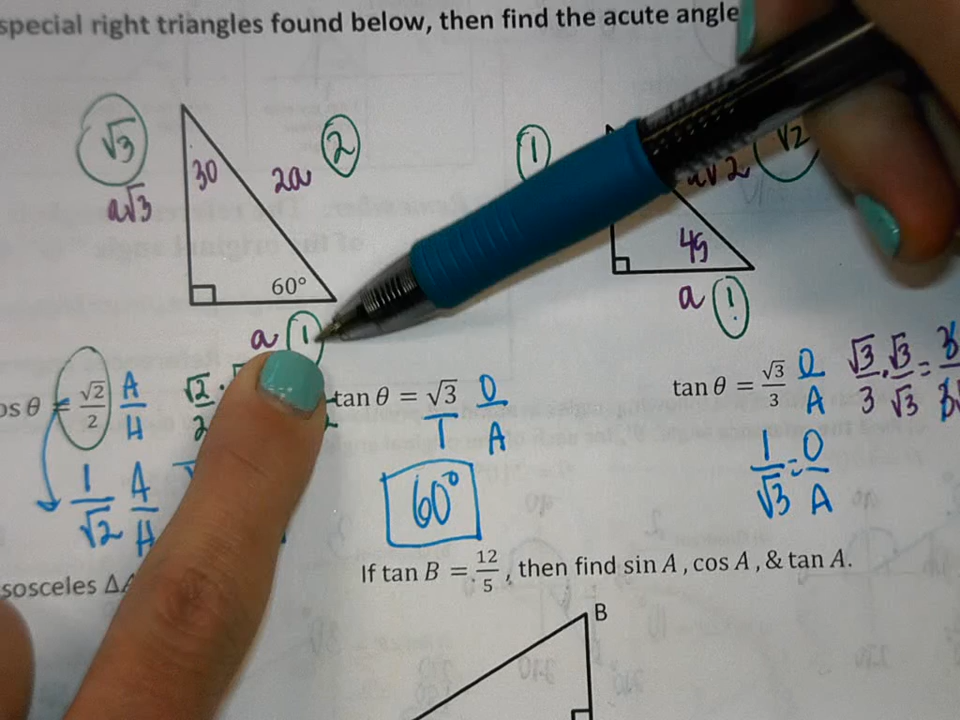 special right triangles found below, then find the acute angle
√3
30
2a
2
a√3
60°
a 1
1
√2
45
a 1
θ = √2/2 A/H
1/√2 A/H
tan θ = √3/1 O/A
60°
tan θ = √3/3 O/A √3/3 · √3/√3 =
1/√3 = O/A
If tan B = 12/5, then find sin A, cos A, & tan A.
B